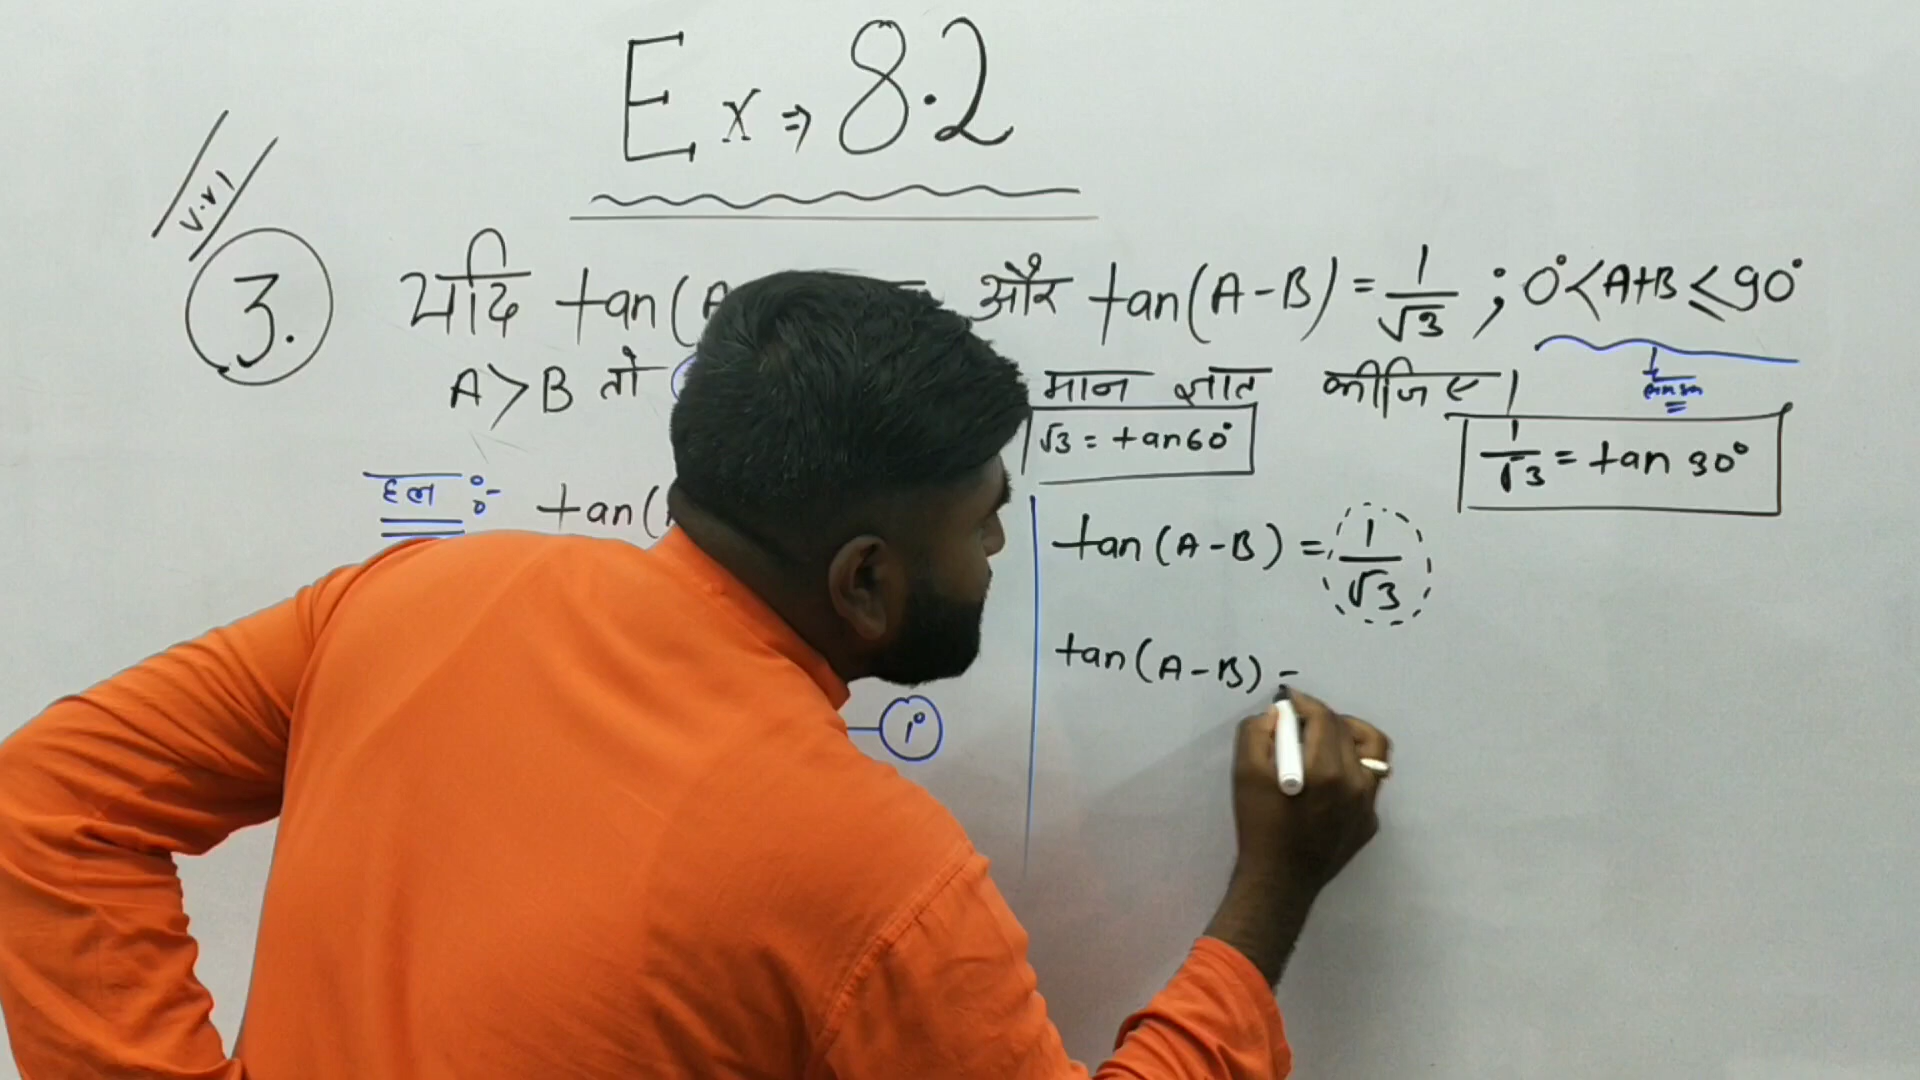 Ex ⇒ 8.2
V.V.I
3. यदि tan(A और tan(A-B) = 1/√3 ; 0°<A+B≤90°
A>B तो मान ज्ञात कीजिए।
√3 = tan60°
1/√3 = tan 30°
हल :- tan(
tan(A-B) = 1/√3
tan(A-B) =
i